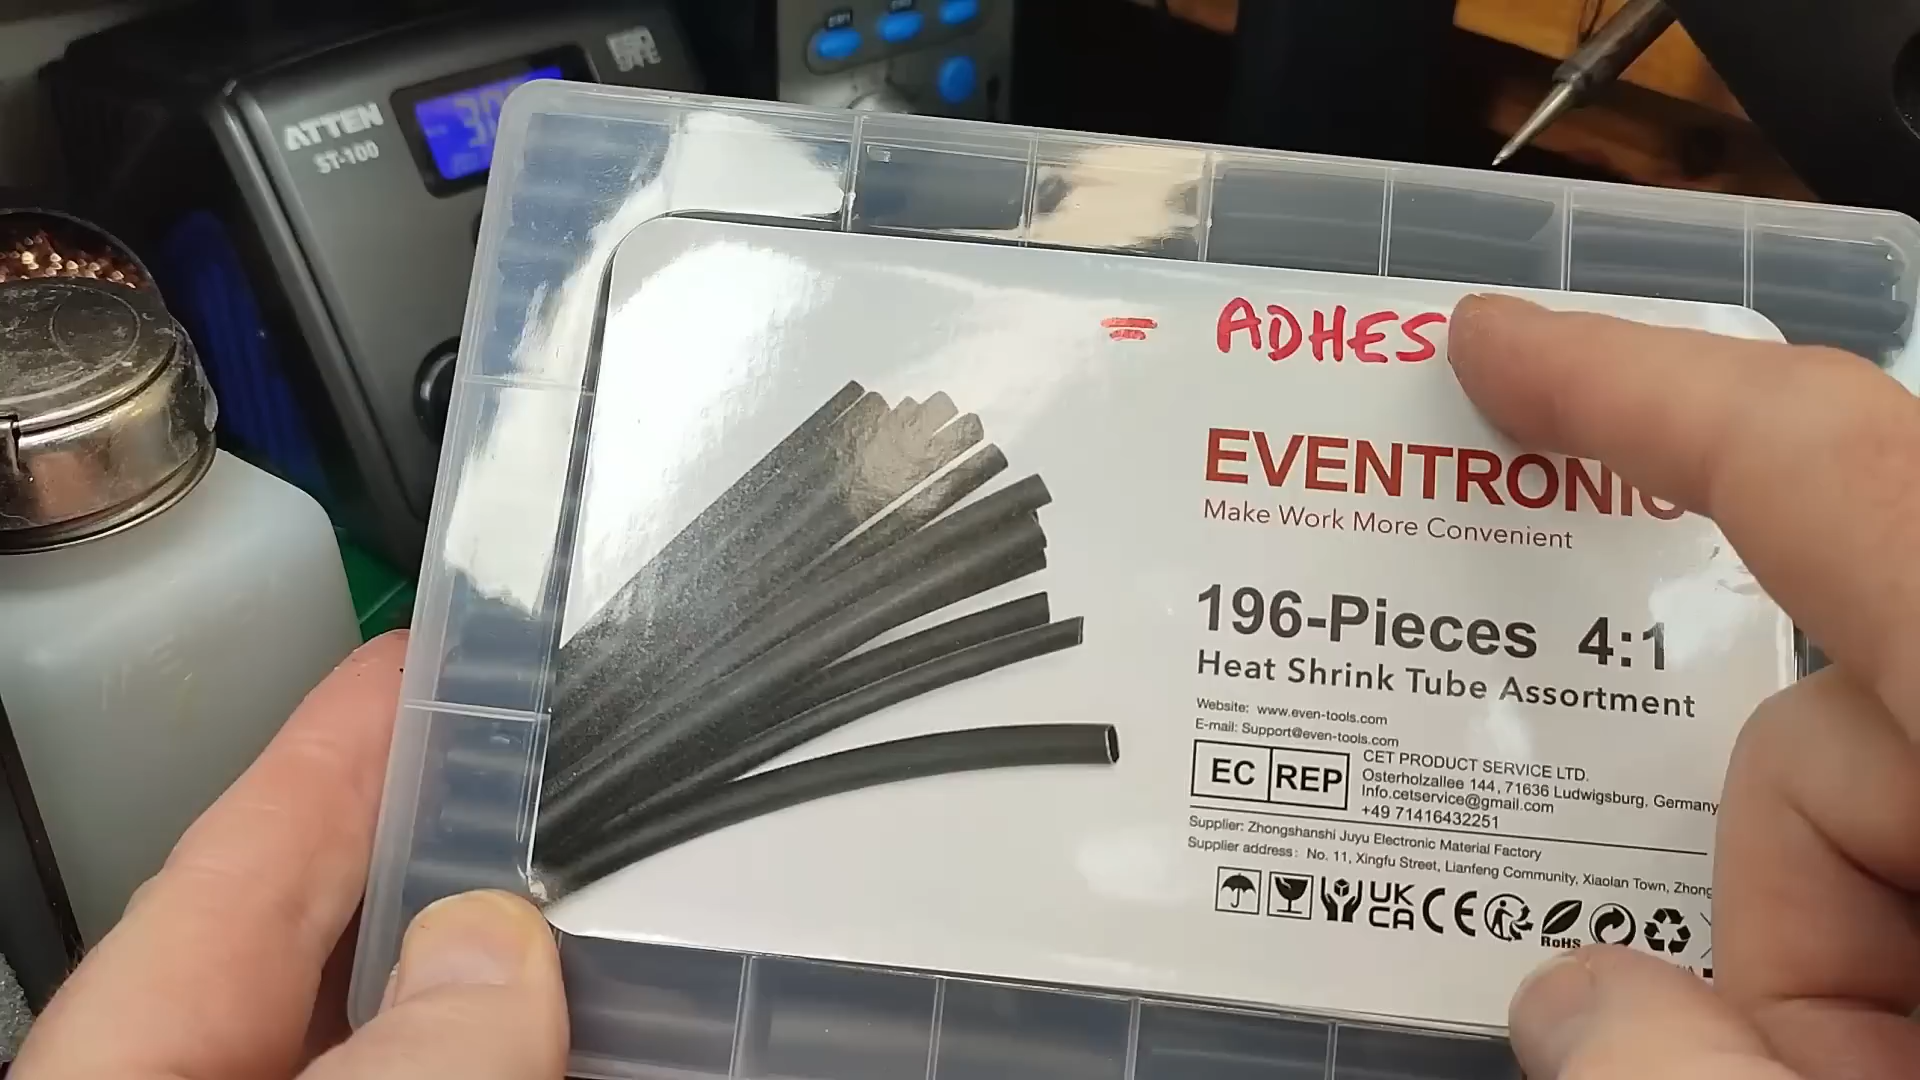 ATTEN
ST-100
ADHES
EVENTRONIC
Make Work More Convenient
196-Pieces 4:1
Heat Shrink Tube Assortment
Website: www.even-tools.com
E-mail: Support@even-tools.com
EC REP
CET PRODUCT SERVICE LTD.
Osterholzallee 144, 71636 Ludwigsburg, Germany
Info.cetservice@gmail.com
+49 71416432251
Supplier: Zhongshanshi Juyu Electronic Material Factory
Supplier address: No. 11, Xingfu Street, Lianfeng Community, Xiaolan Town, Zhong
UK
CA
CE
RoHS